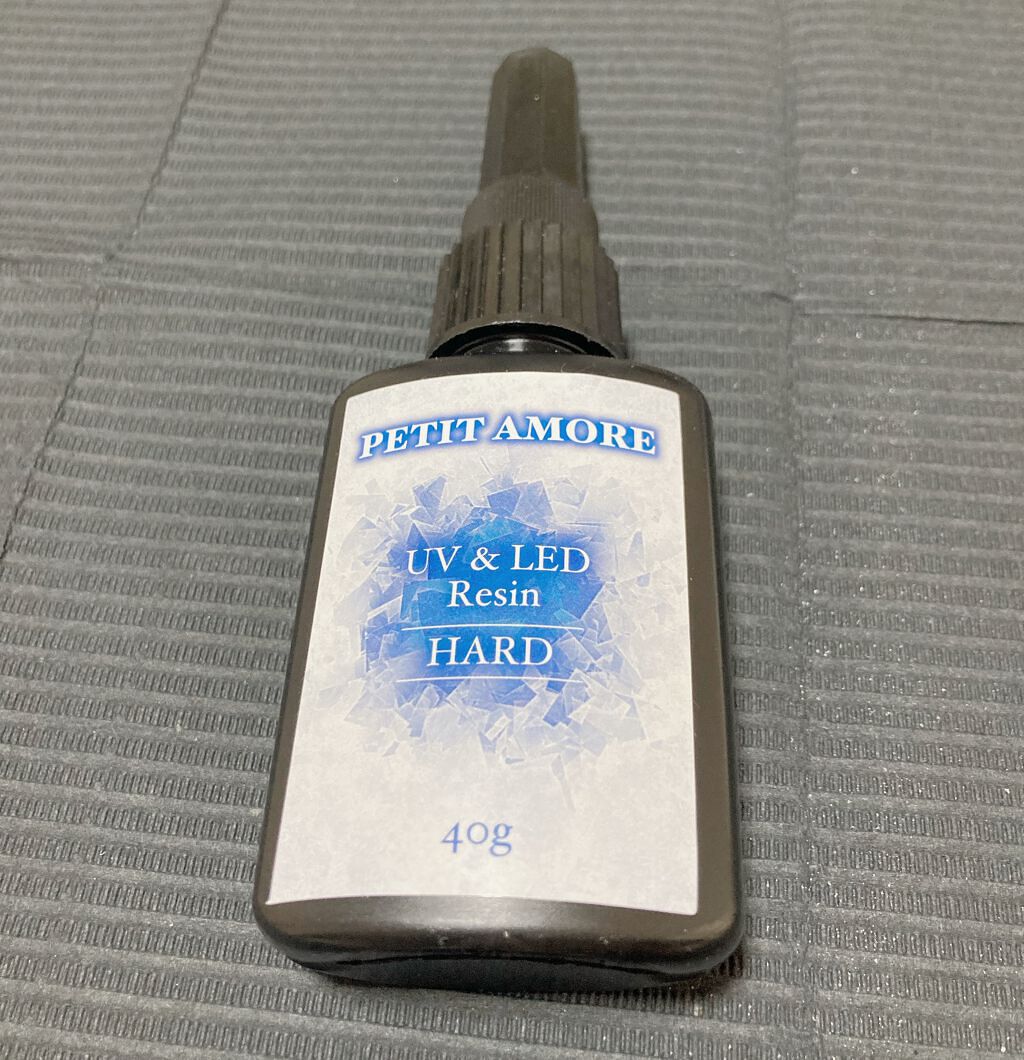 PETIT AMORE
UV & LED
Resin
HARD
40g